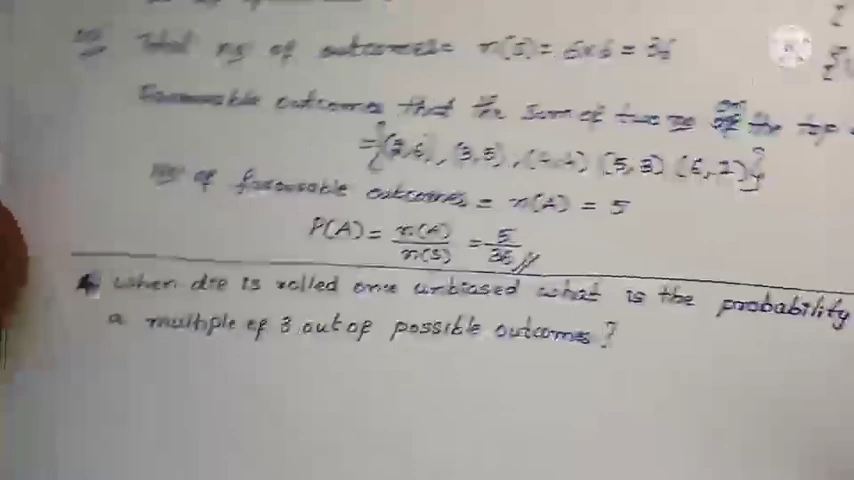 Total no of outcomes = n(S) = 6x6 = 36
Favourable outcomes that the sum of two no on the top
= {(2,6), (3,5), (4,4) (5,3) (6,2)}
no of favourable outcomes = n(A) = 5
P(A) = n(A)/n(S) = 5/36 //
4 when die is rolled once unbiased what is the probability
a multiple of 3 out of possible outcomes?